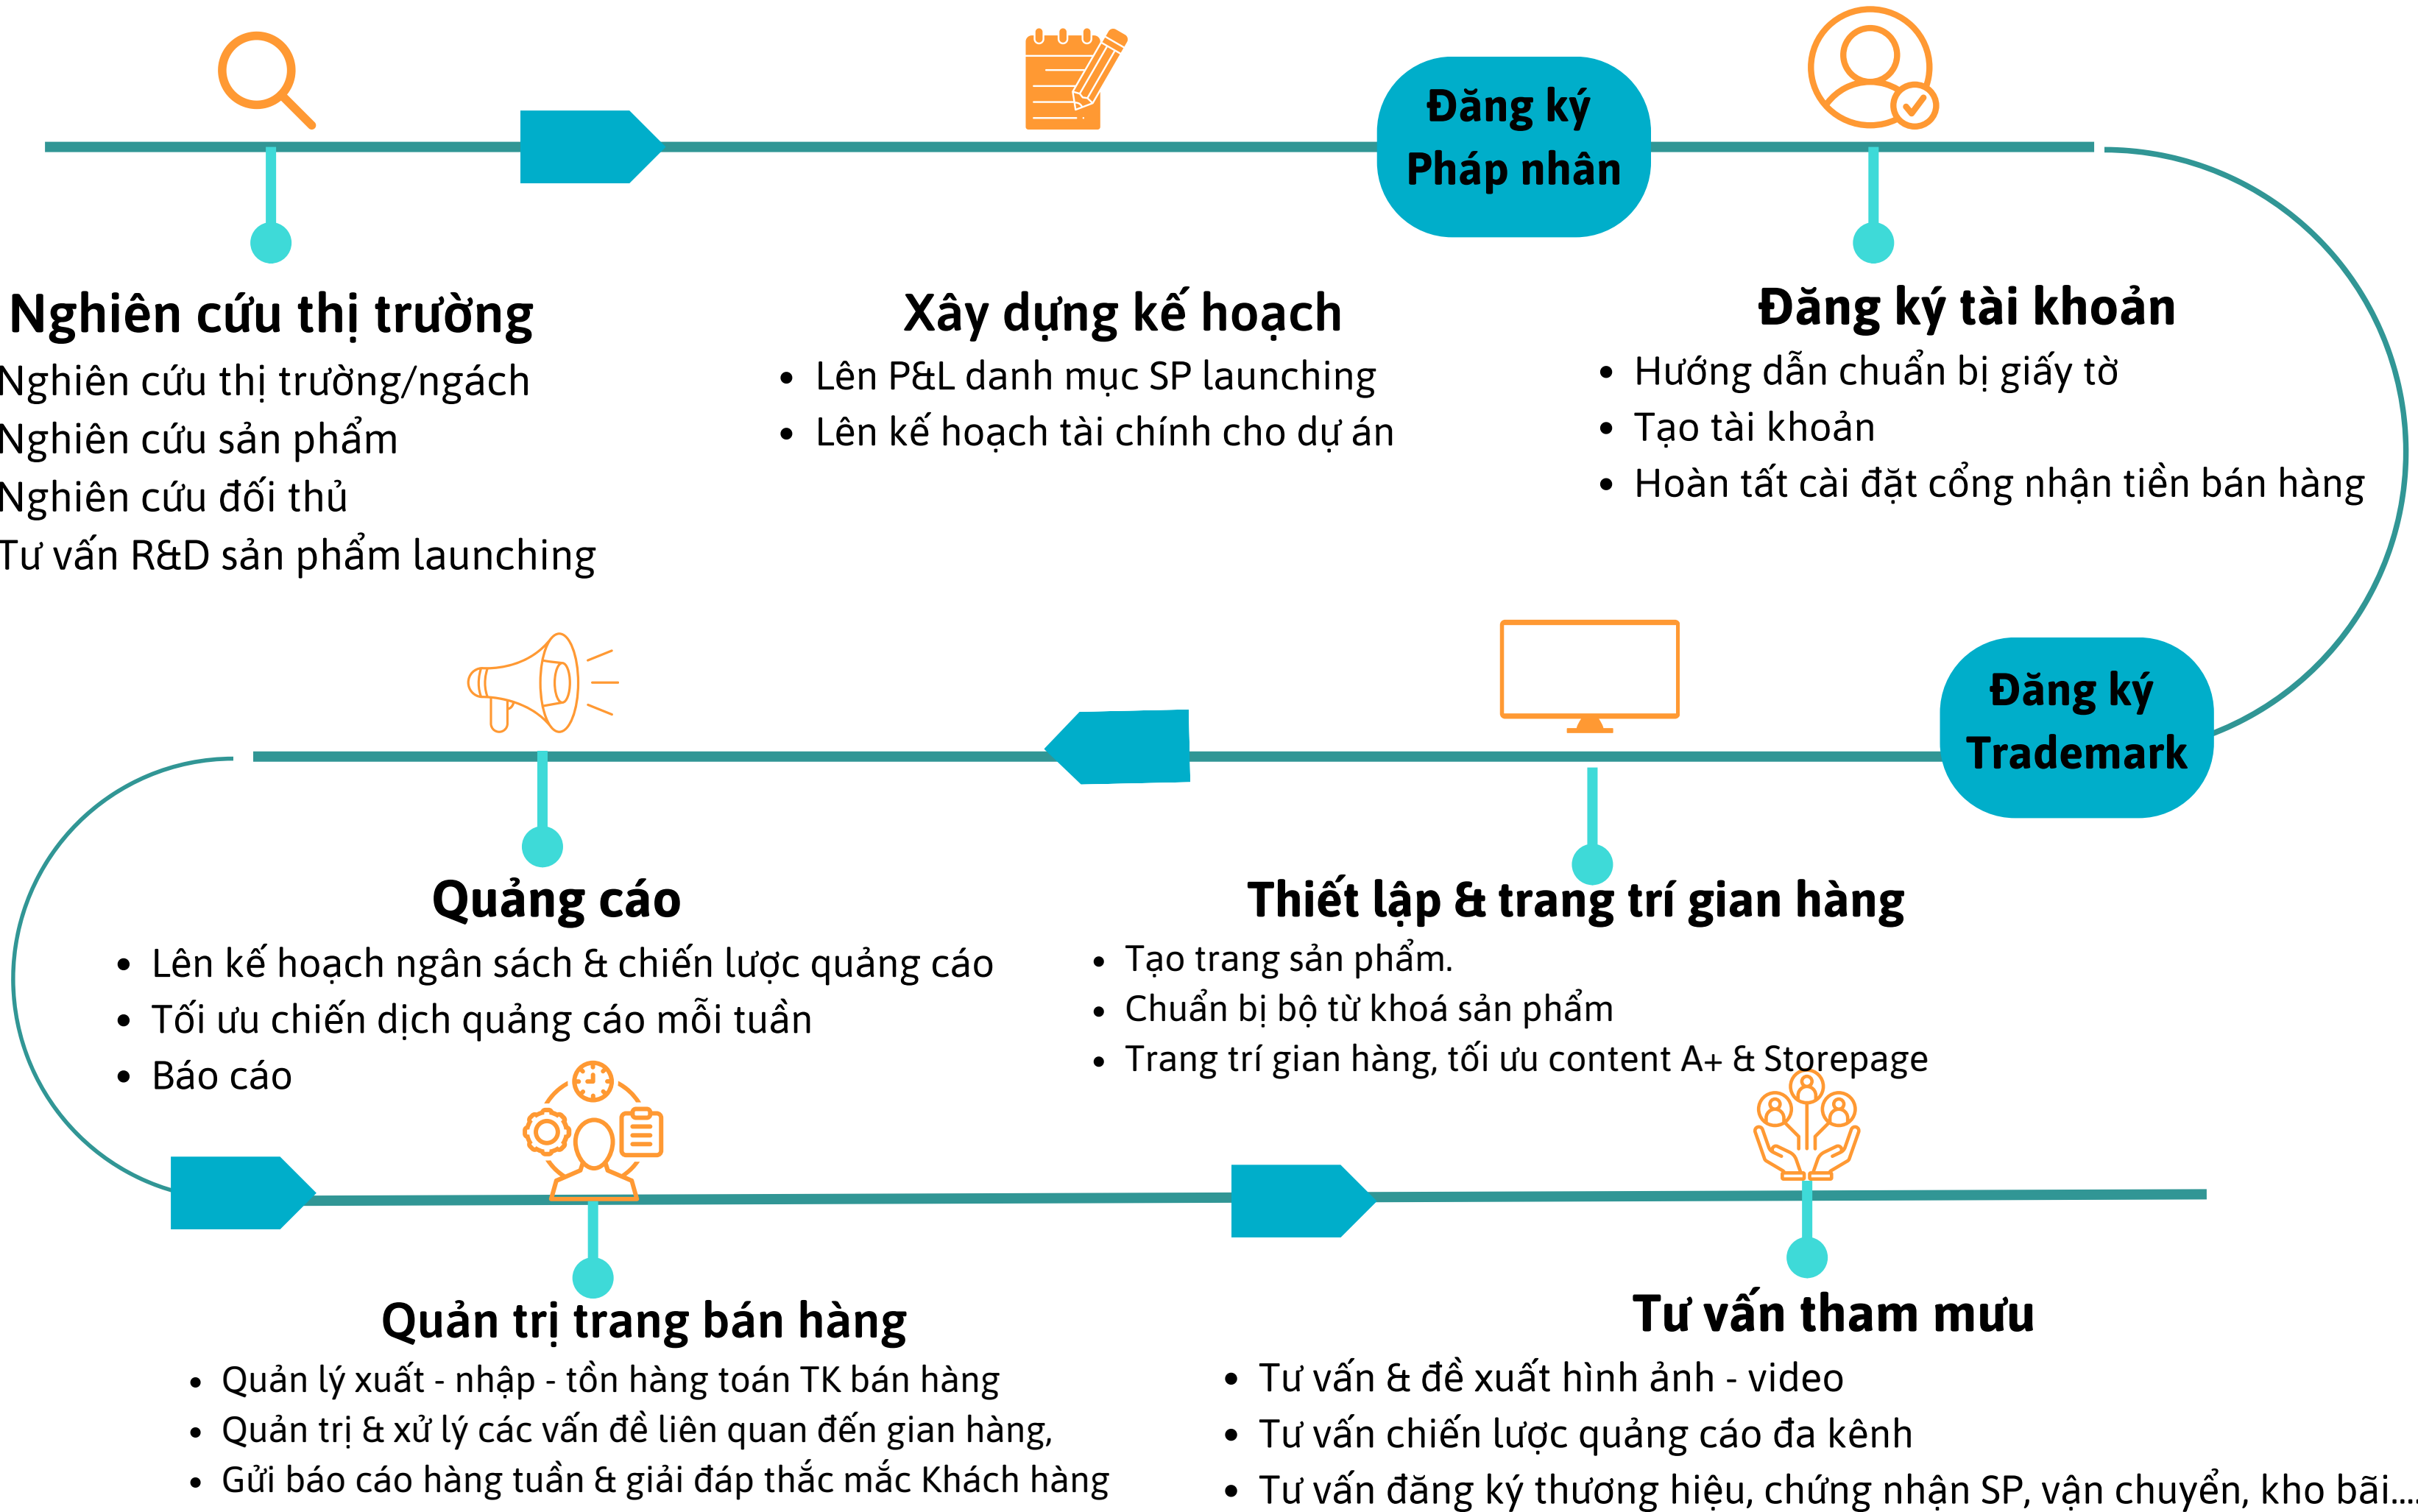 Đăng ký
Pháp nhân
Nghiên cứu thị trường
Nghiên cứu thị trường/ngách
Nghiên cứu sản phẩm
Nghiên cứu đối thủ
Tư vấn R&D sản phẩm launching
Xây dựng kế hoạch
• Lên P&L danh mục SP launching
• Lên kế hoạch tài chính cho dự án
Đăng ký tài khoản
• Hướng dẫn chuẩn bị giấy tờ
• Tạo tài khoản
• Hoàn tất cài đặt cổng nhận tiền bán hàng
Đăng ký
Trademark
Thiết lập & trang trí gian hàng
• Tạo trang sản phẩm.
• Chuẩn bị bộ từ khoá sản phẩm
• Trang trí gian hàng, tối ưu content A+ & Storepage
Quảng cáo
• Lên kế hoạch ngân sách & chiến lược quảng cáo
• Tối ưu chiến dịch quảng cáo mỗi tuần
• Báo cáo
Quản trị trang bán hàng
• Quản lý xuất - nhập - tồn hàng toán TK bán hàng
• Quản trị & xử lý các vấn đề liên quan đến gian hàng,
• Gửi báo cáo hàng tuần & giải đáp thắc mắc Khách hàng
Tư vấn tham mưu
• Tư vấn & đề xuất hình ảnh - video
• Tư vấn chiến lược quảng cáo đa kênh
• Tư vấn đăng ký thương hiệu, chứng nhận SP, vận chuyển, kho bãi....